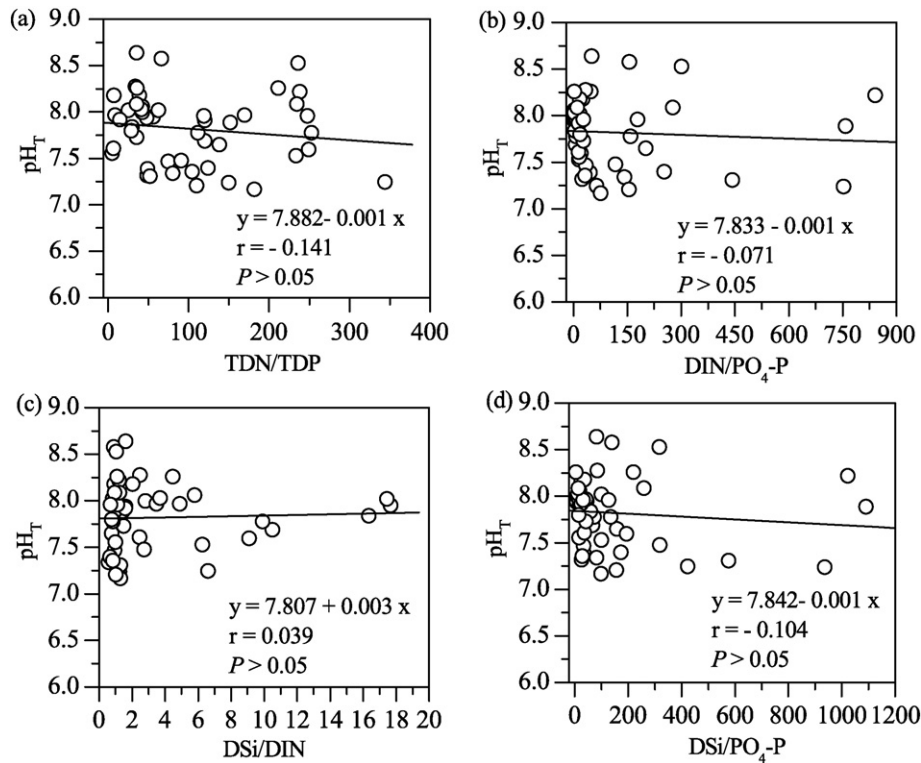 (a)
9.0
8.5
8.0
7.5
7.0
6.5
6.0
pH_T
y = 7.882- 0.001 x
r = - 0.141
P > 0.05
0 100 200 300 400
TDN/TDP
(b)
9.0
8.5
8.0
7.5
7.0
6.5
6.0
pH_T
y = 7.833 - 0.001 x
r = - 0.071
P > 0.05
0 150 300 450 600 750 900
DIN/PO₄-P
(c)
9.0
8.5
8.0
7.5
7.0
6.5
6.0
pH_T
y = 7.807 + 0.003 x
r = 0.039
P > 0.05
0 2 4 6 8 10 12 14 16 18 20
DSi/DIN
(d)
9.0
8.5
8.0
7.5
7.0
6.5
6.0
pH_T
y = 7.842- 0.001 x
r = - 0.104
P > 0.05
0 200 400 600 800 1000 1200
DSi/PO₄-P